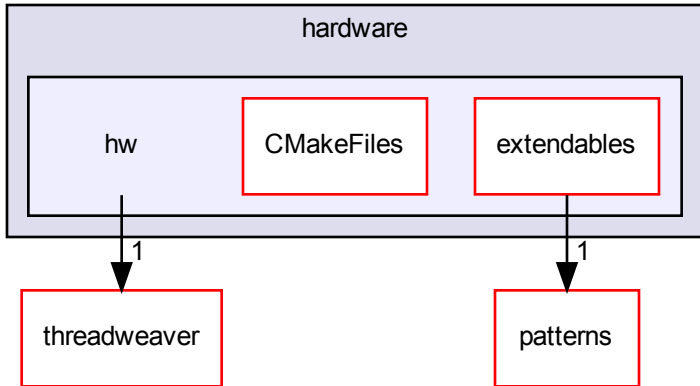 hardware
hw
CMakeFiles
extendables
1
1
threadweaver
patterns